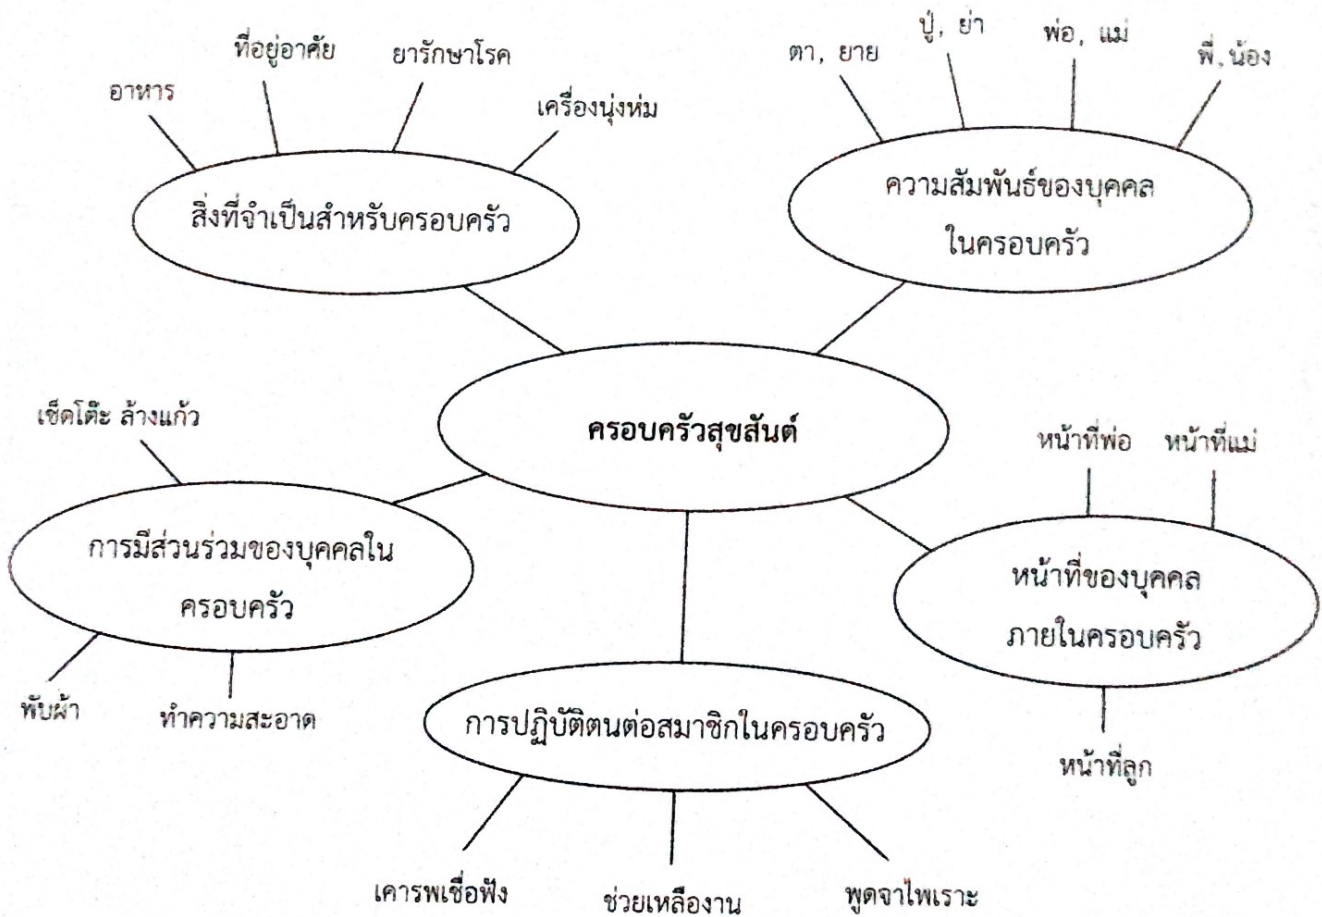 ที่อยู่อาศัย
ยารักษาโรค
อาหาร
เครื่องนุ่งห่ม
สิ่งที่จำเป็นสำหรับครอบครัว
ตา, ยาย
ปู่, ย่า
พ่อ, แม่
พี่,น้อง
ความสัมพันธ์ของบุคคล
ในครอบครัว
ครอบครัวสุขสันต์
เช็ดโต๊ะ ล้างแก้ว
การมีส่วนร่วมของบุคคลใน
ครอบครัว
พับผ้า
ทำความสะอาด
หน้าที่พ่อ
หน้าที่แม่
หน้าที่ของบุคคล
ภายในครอบครัว
หน้าที่ลูก
การปฏิบัติตนต่อสมาชิกในครอบครัว
เคารพเชื่อฟัง
ช่วยเหลืองาน
พูดจาไพเราะ